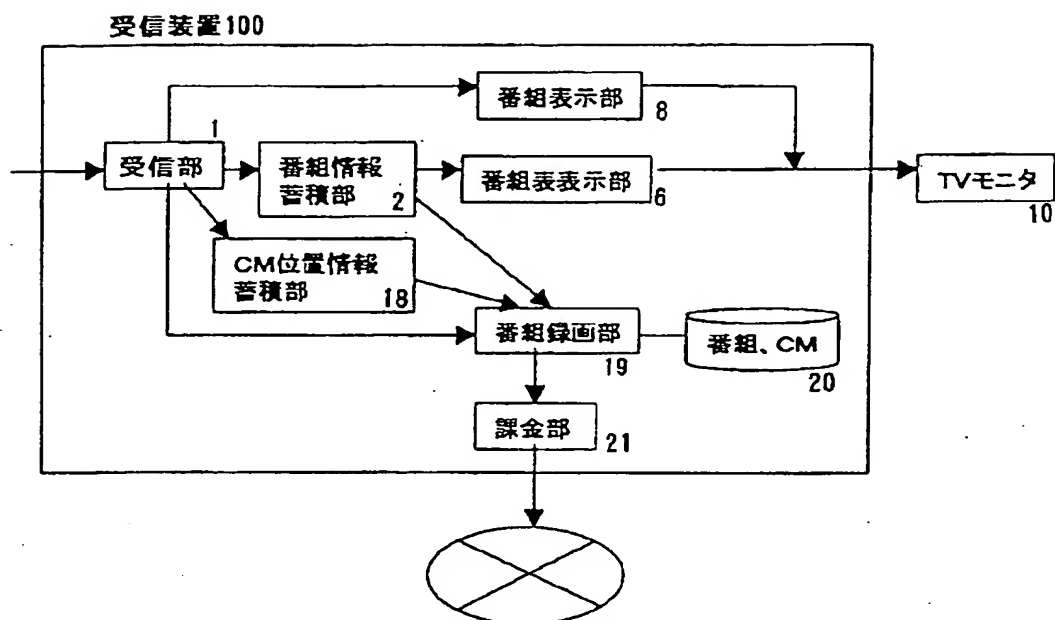 受信装置100
番組表示部
8
1
受信部
番組情報
蓄積部
2
番組表表示部
6
TVモニタ
10
CM位置情報
蓄積部
18
番組録画部
19
番組、CM
20
課金部
21